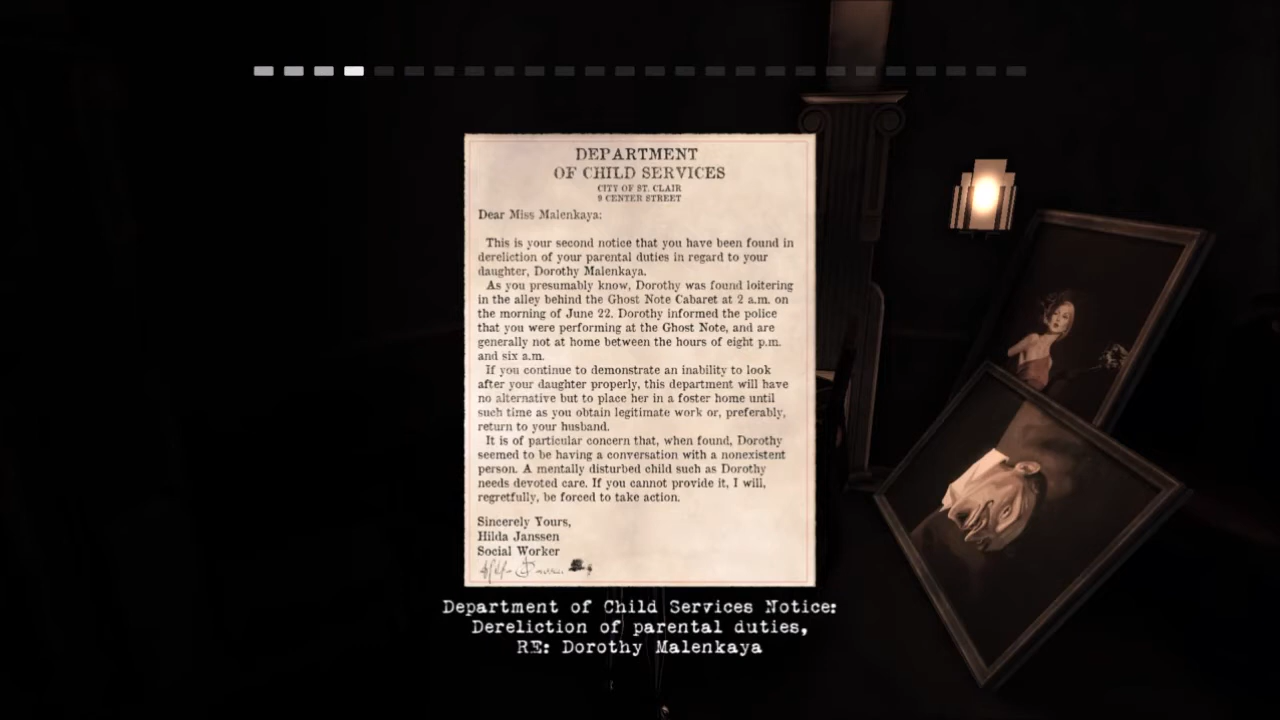 DEPARTMENT
OF CHILD SERVICES
CITY OF ST. CLAIR
9 CENTER STREET
Dear Miss Malenkaya:
This is your second notice that you have been found in
dereliction of your parental duties in regard to your
daughter, Dorothy Malenkaya.
As you presumably know, Dorothy was found loitering
in the alley behind the Ghost Note Cabaret at 2 a.m. on
the morning of June 22. Dorothy informed the police
that you were performing at the Ghost Note, and are
generally not at home between the hours of eight p.m.
and six a.m.
If you continue to demonstrate an inability to look
after your daughter properly, this department will have
no alternative but to place her in a foster home until
such time as you obtain legitimate work or, preferably,
return to your husband.
It is of particular concern that, when found, Dorothy
seemed to be having a conversation with a nonexistent
person. A mentally disturbed child such as Dorothy
needs devoted care. If you cannot provide it, I will,
regretfully, be forced to take action.
Sincerely Yours,
Hilda Janssen
Social Worker
Department of Child Services Notice:
Dereliction of parental duties,
RE: Dorothy Malenkaya